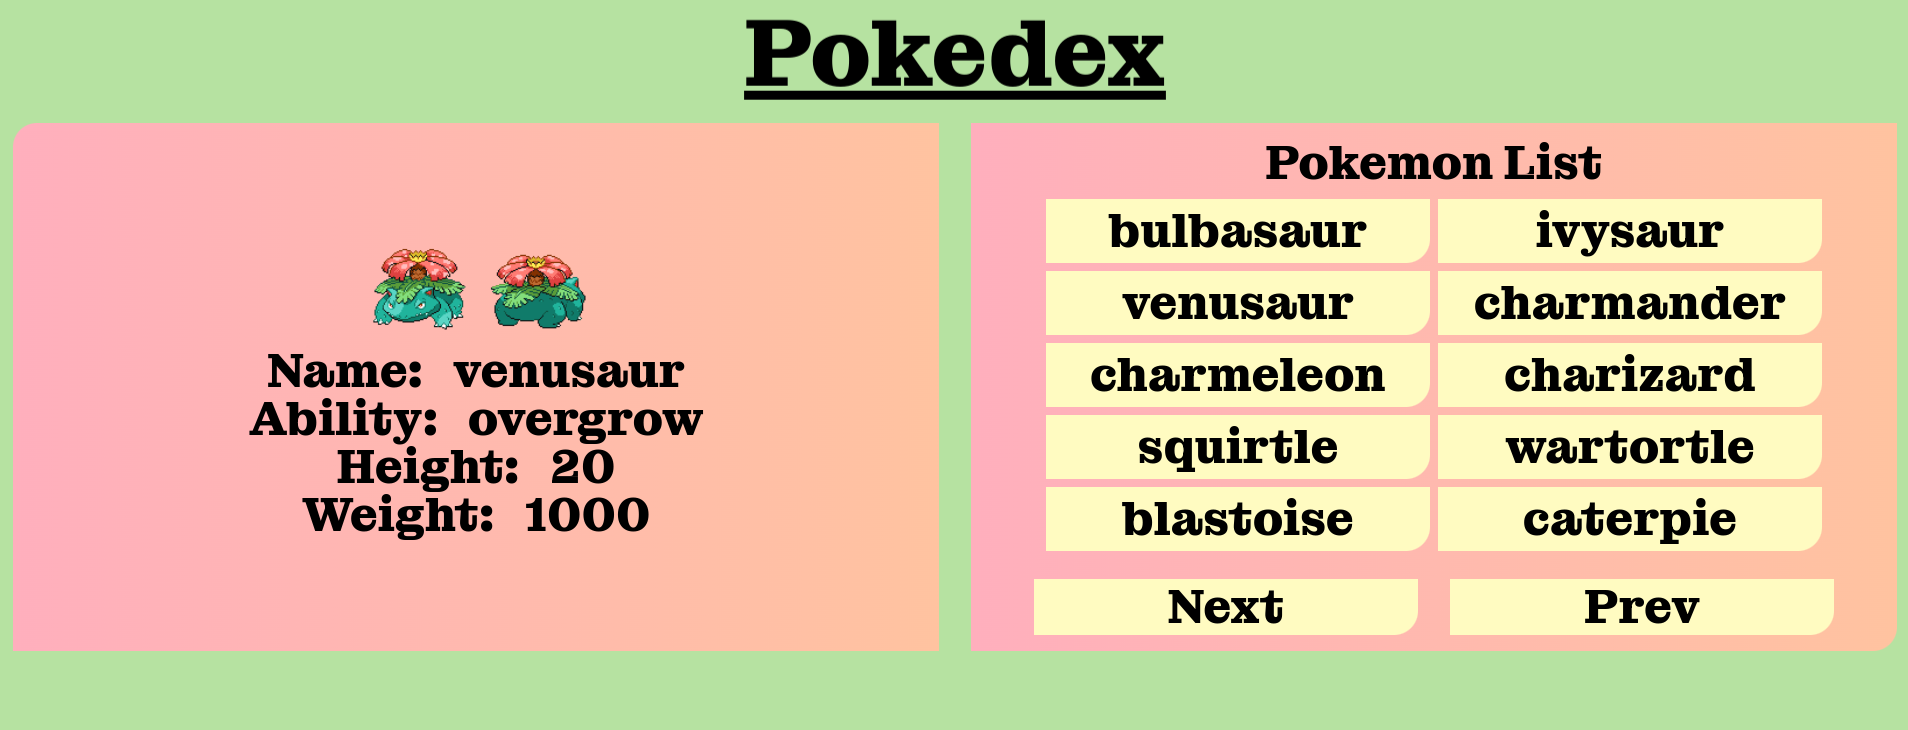 Pokedex
Name: venusaur
Ability: overgrow
Height: 20
Weight: 1000
Pokemon List
bulbasaur
ivysaur
venusaur
charmander
charmeleon
charizard
squirtle
wartortle
blastoise
caterpie
Next
Prev